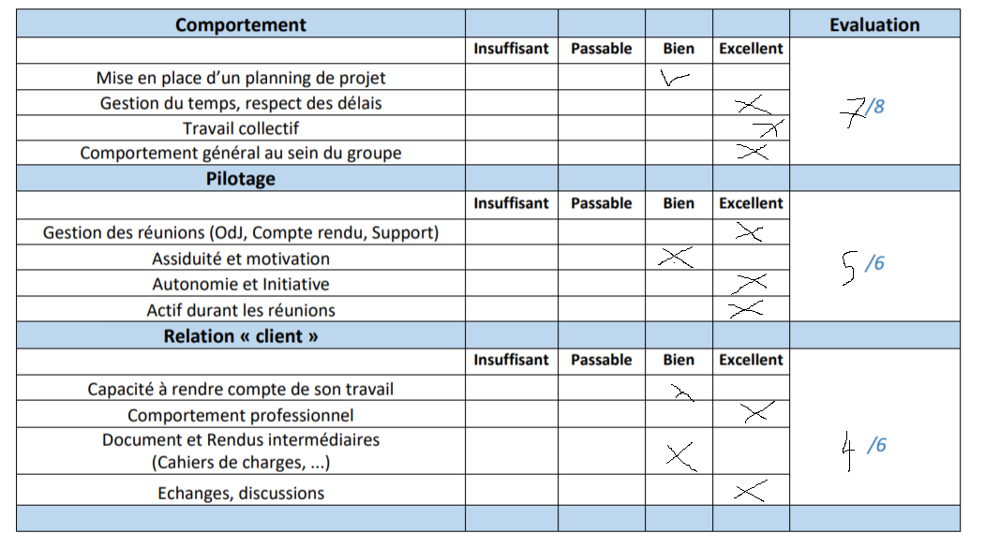 Comportement Evaluation
Insuffisant Passable Bien Excellent
Mise en place d’un planning de projet
Gestion du temps, respect des délais
7/8
Travail collectif
Comportement général au sein du groupe
Pilotage
Insuffisant Passable Bien Excellent
Gestion des réunions (OdJ, Compte rendu, Support)
Assiduité et motivation
5/6
Autonomie et Initiative
Actif durant les réunions
Relation « client »
Insuffisant Passable Bien Excellent
Capacité à rendre compte de son travail
Comportement professionnel
Document et Rendus intermédiaires
4/6
(Cahiers de charges, ...)
Echanges, discussions